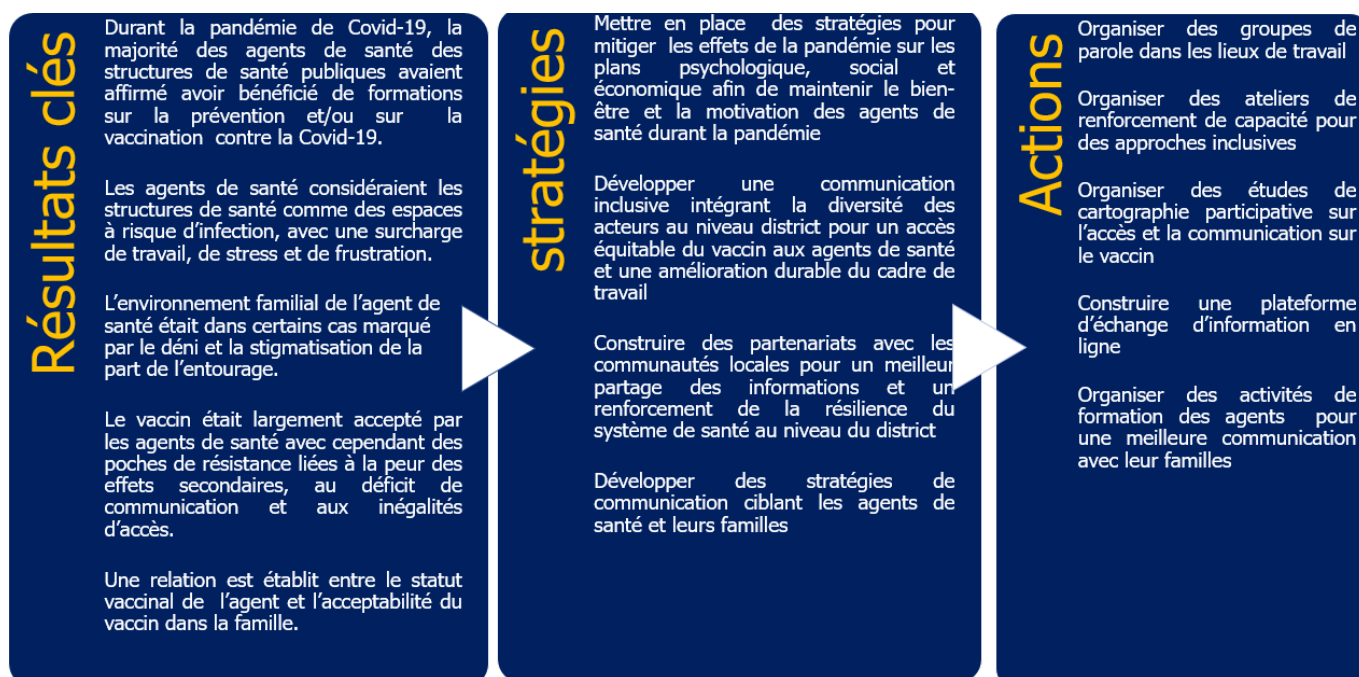 Résultats clés
Durant la pandémie de Covid-19, la
majorité des agents de santé des
structures de santé publiques avaient
affirmé avoir bénéficié de formations
sur la prévention et/ou sur la
vaccination contre la Covid-19.
Les agents de santé considéraient les
structures de santé comme des espaces
à risque d’infection, avec une surcharge
de travail, de stress et de frustration.
L’environnement familial de l’agent de
santé était dans certains cas marqué
par le déni et la stigmatisation de la
part de l’entourage.
Le vaccin était largement accepté par
les agents de santé avec cependant des
poches de résistance liées à la peur des
effets secondaires, au déficit de
communication et aux inégalités
d’accès.
Une relation est établit entre le statut
vaccinal de l’agent et l’acceptabilité du
vaccin dans la famille.
stratégies
Mettre en place des stratégies pour
mitiger les effets de la pandémie sur les
plans psychologique, social et
économique afin de maintenir le bien-
être et la motivation des agents de
santé durant la pandémie
Développer une communication
inclusive intégrant la diversité des
acteurs au niveau district pour un accès
équitable du vaccin aux agents de santé
et une amélioration durable du cadre de
travail
Construire des partenariats avec les
communautés locales pour un meilleur
partage des informations et un
renforcement de la résilience du
système de santé au niveau du district
Développer des stratégies de
communication ciblant les agents de
santé et leurs familles
Actions
Organiser des groupes de
parole dans les lieux de travail
Organiser des ateliers de
renforcement de capacité pour
des approches inclusives
Organiser des études de
cartographie participative sur
l’accès et la communication sur
le vaccin
Construire une plateforme
d’échange d’information en
ligne
Organiser des activités de
formation des agents pour
une meilleure communication
avec leur familles